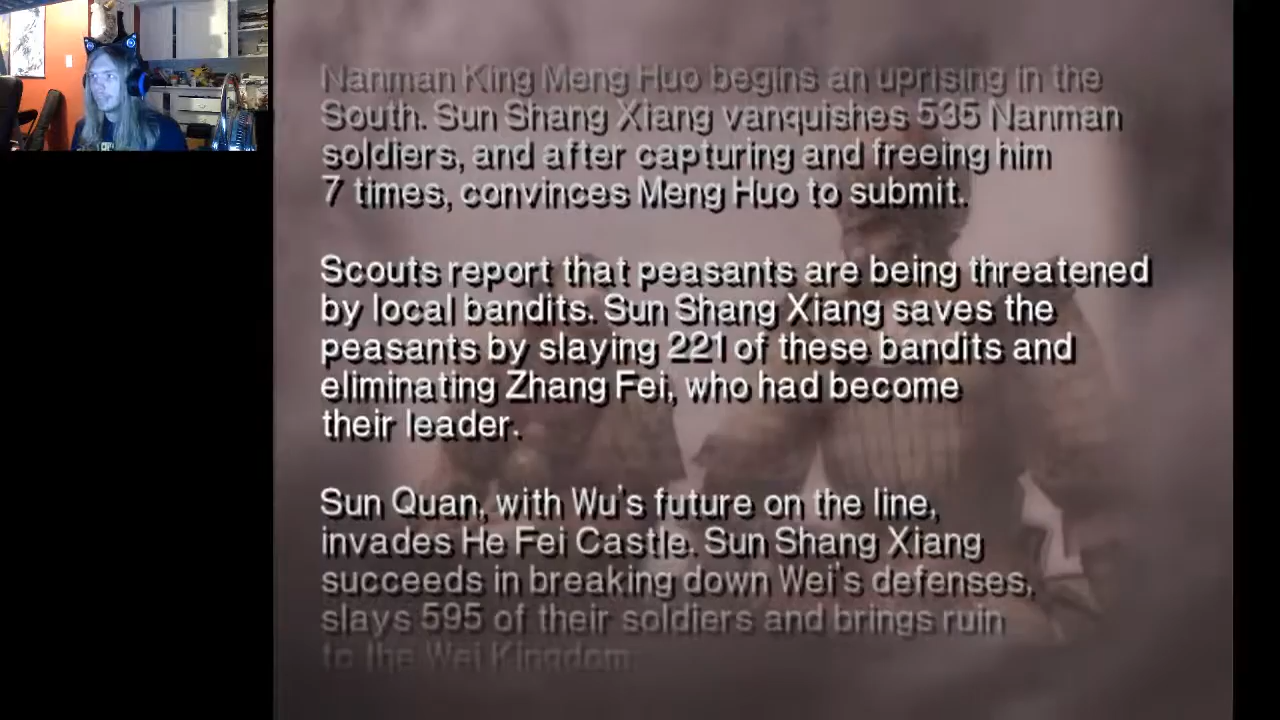 Nanman King Meng Huo begins an uprising in the
South. Sun Shang Xiang vanquishes 535 Nanman
soldiers, and after capturing and freeing him
7 times, convinces Meng Huo to submit.
Scouts report that peasants are being threatened
by local bandits. Sun Shang Xiang saves the
peasants by slaying 221 of these bandits and
eliminating Zhang Fei, who had become
their leader.
Sun Quan, with Wu's future on the line,
invades He Fei Castle. Sun Shang Xiang
succeeds in breaking down Wei's defenses,
slays 595 of their soldiers and brings ruin
to the Wei Kingdom.